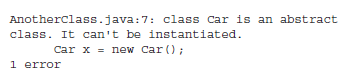 AnotherClass.java:7: class Car is an abstract
class. It can't be instantiated.
      Car x = new Car();
1 error